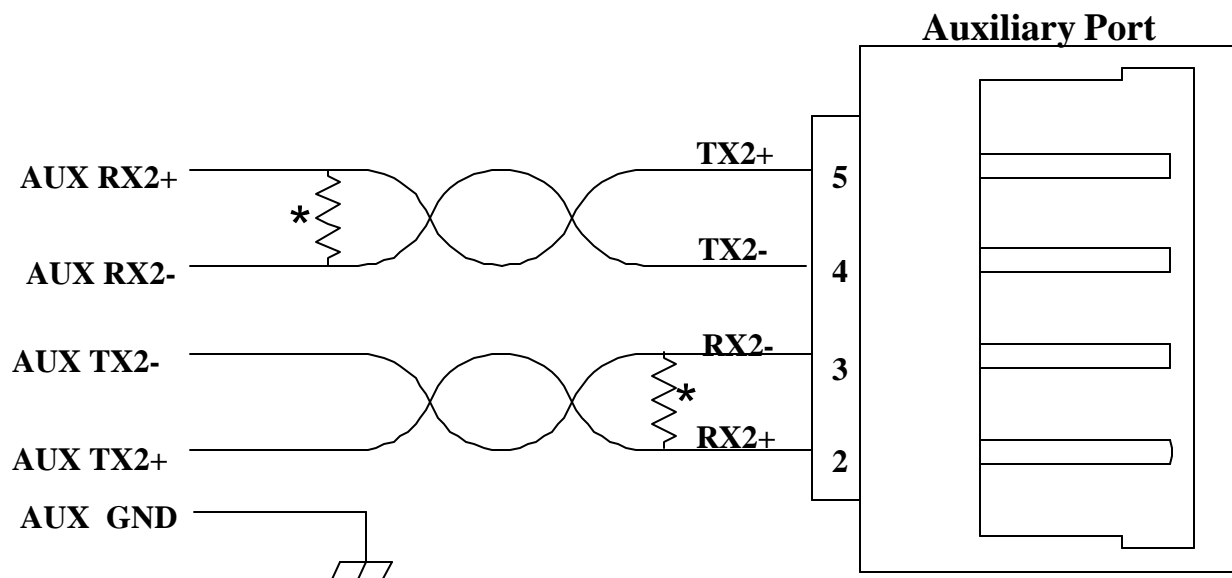 Auxiliary Port
AUX RX2+
TX2+
5
*
AUX RX2-
TX2-
4
AUX TX2-
RX2-
3
*
AUX TX2+
RX2+
2
AUX GND